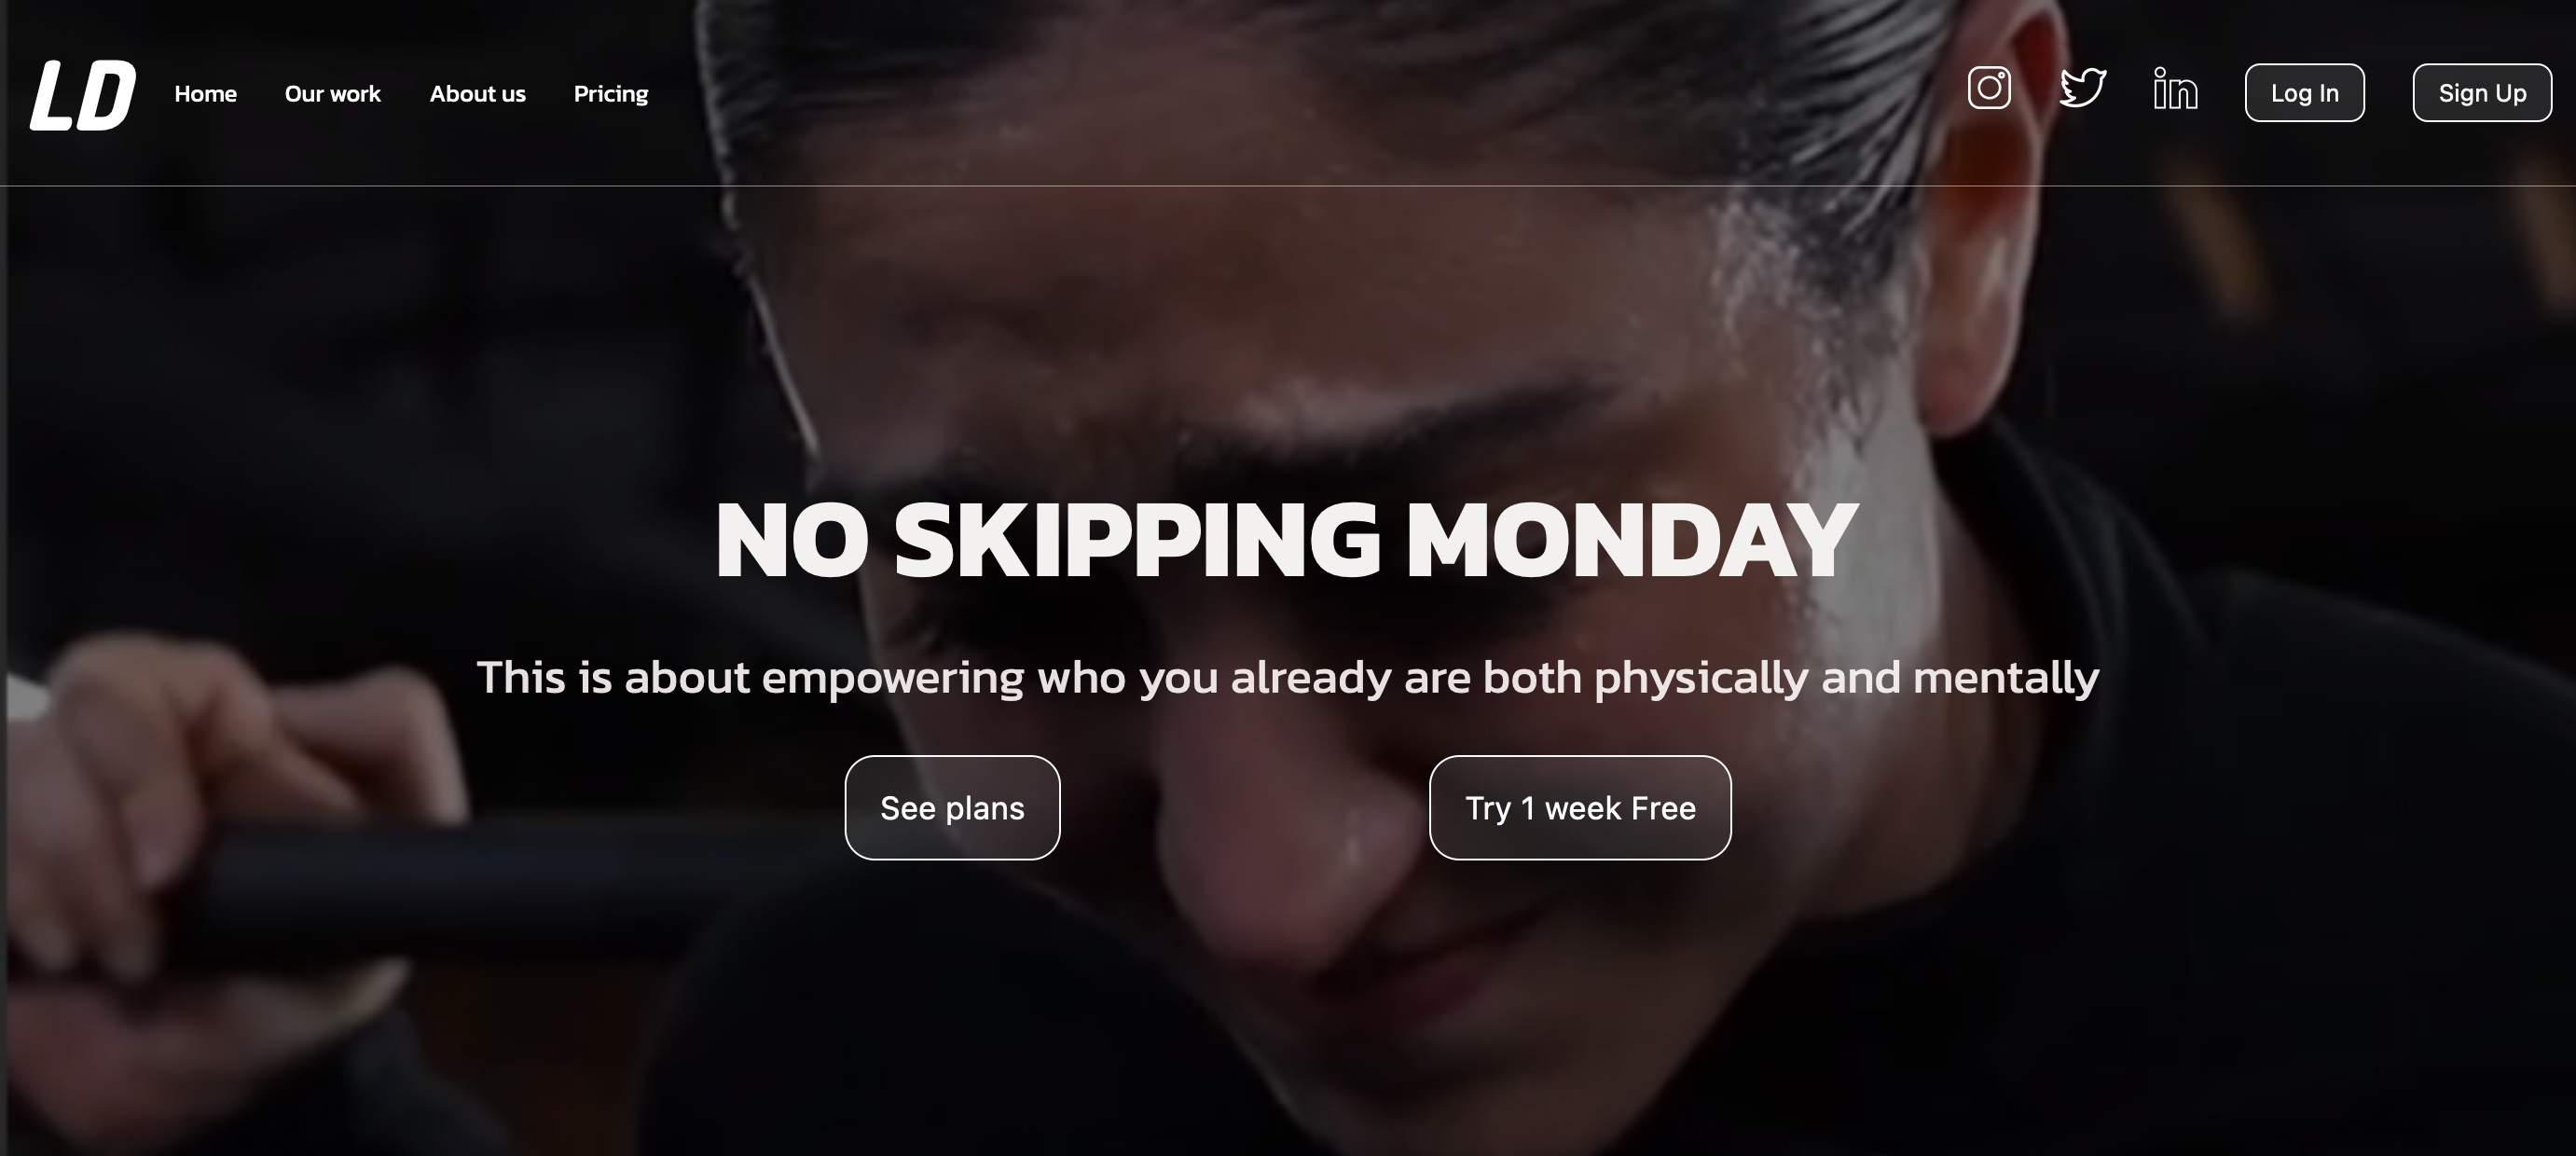 LD Home Our work About us Pricing Log In Sign Up
NO SKIPPING MONDAY
This is about empowering who you already are both physically and mentally
See plans Try 1 week Free